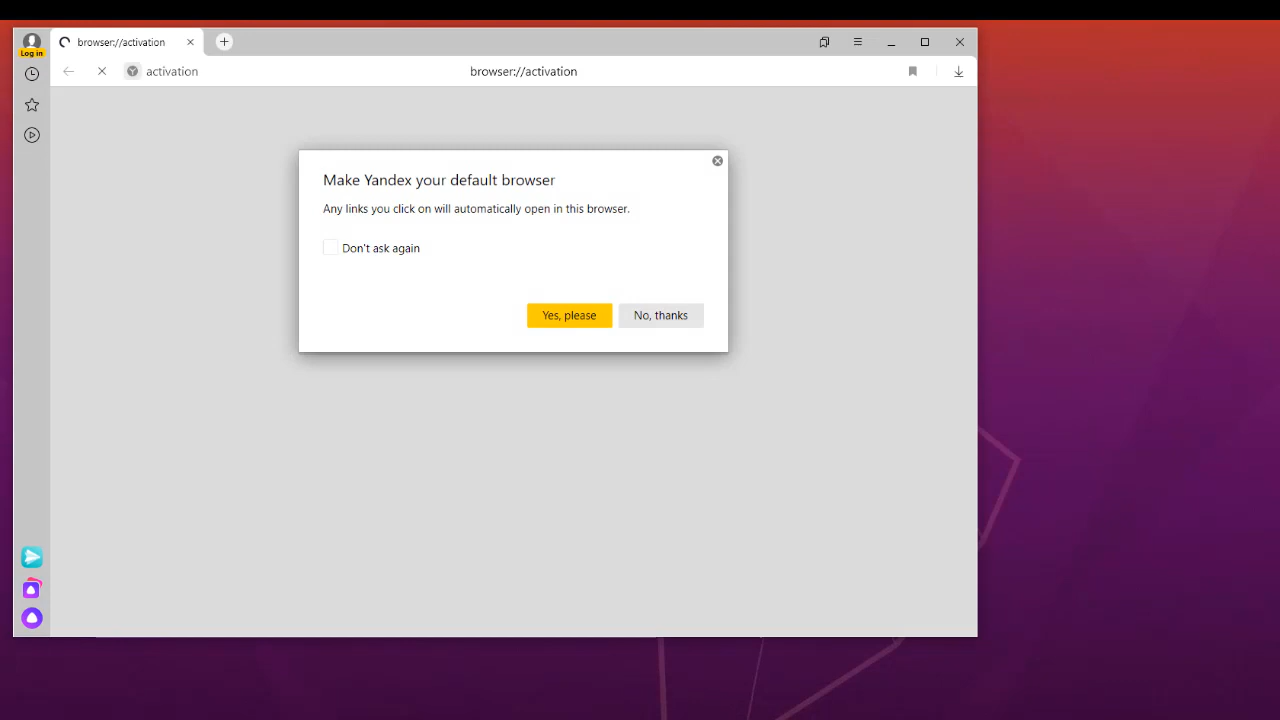 browser://activation
Log in
activation
browser://activation
Make Yandex your default browser
Any links you click on will automatically open in this browser.
Don't ask again
Yes, please
No, thanks